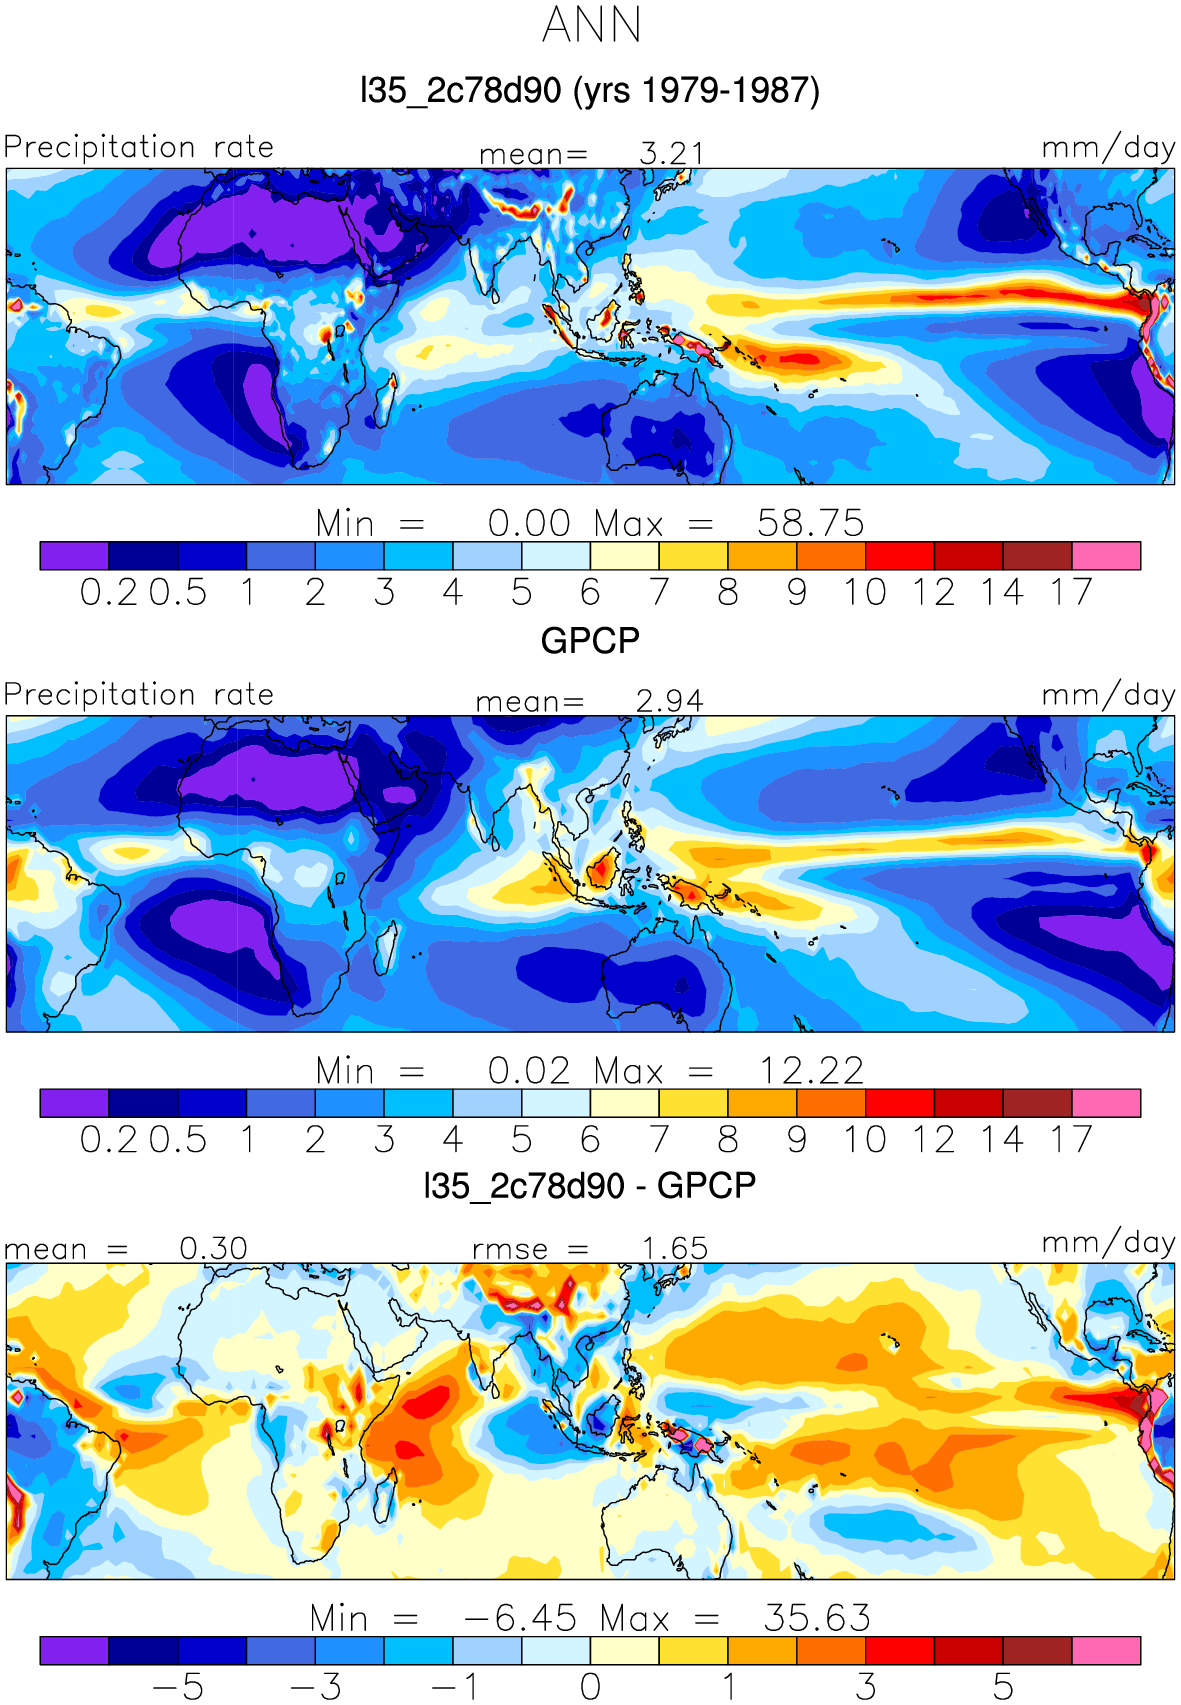 ANN
l35_2c78d90 (yrs 1979-1987)
Precipitation rate mean= 3.21 mm/day
Min = 0.00 Max = 58.75
0.2 0.5 1 2 3 4 5 6 7 8 9 10 12 14 17
GPCP
Precipitation rate mean= 2.94 mm/day
Min = 0.02 Max = 12.22
0.2 0.5 1 2 3 4 5 6 7 8 9 10 12 14 17
l35_2c78d90 - GPCP
mean = 0.30 rmse = 1.65 mm/day
Min = −6.45 Max = 35.63
−5 −3 −1 0 1 3 5